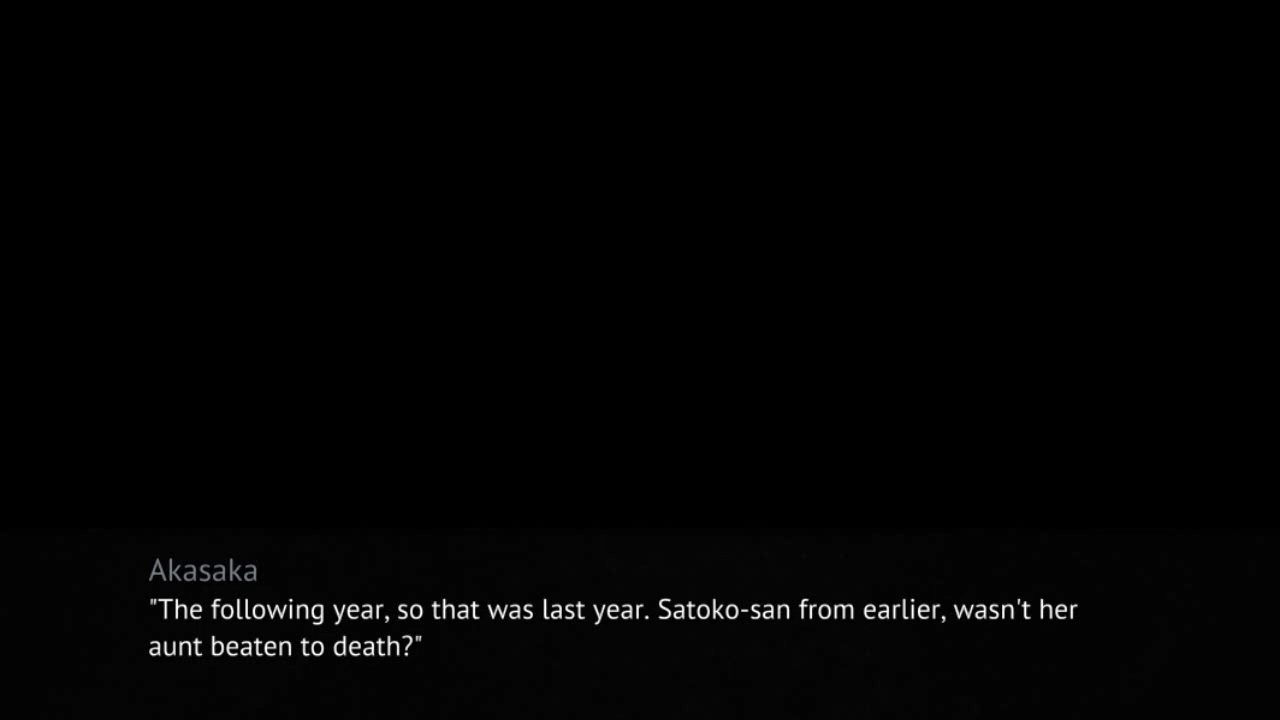 Akasaka
"The following year, so that was last year. Satoko-san from earlier, wasn't her
aunt beaten to death?"